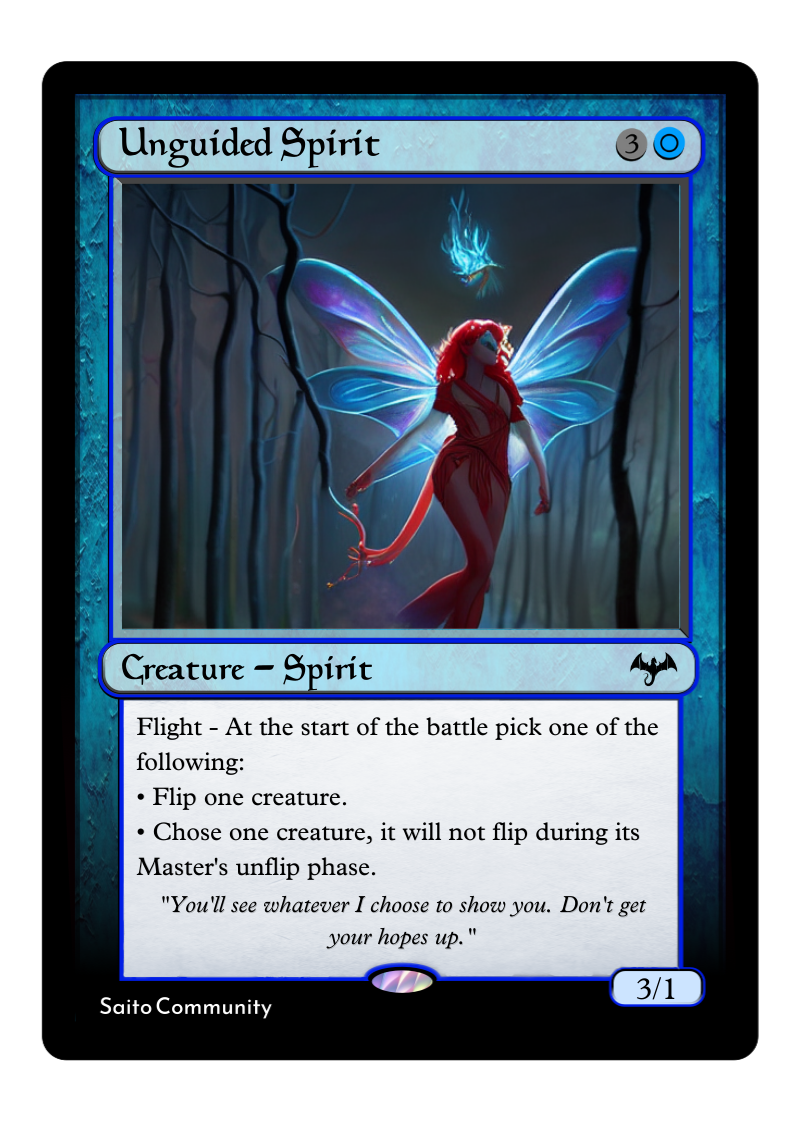 Unguided Spirit 3
Creature – Spirit
Flight - At the start of the battle pick one of the
following:
• Flip one creature.
• Chose one creature, it will not flip during its
Master's unflip phase.
"You'll see whatever I choose to show you. Don't get
your hopes up."
3/1
Saito Community